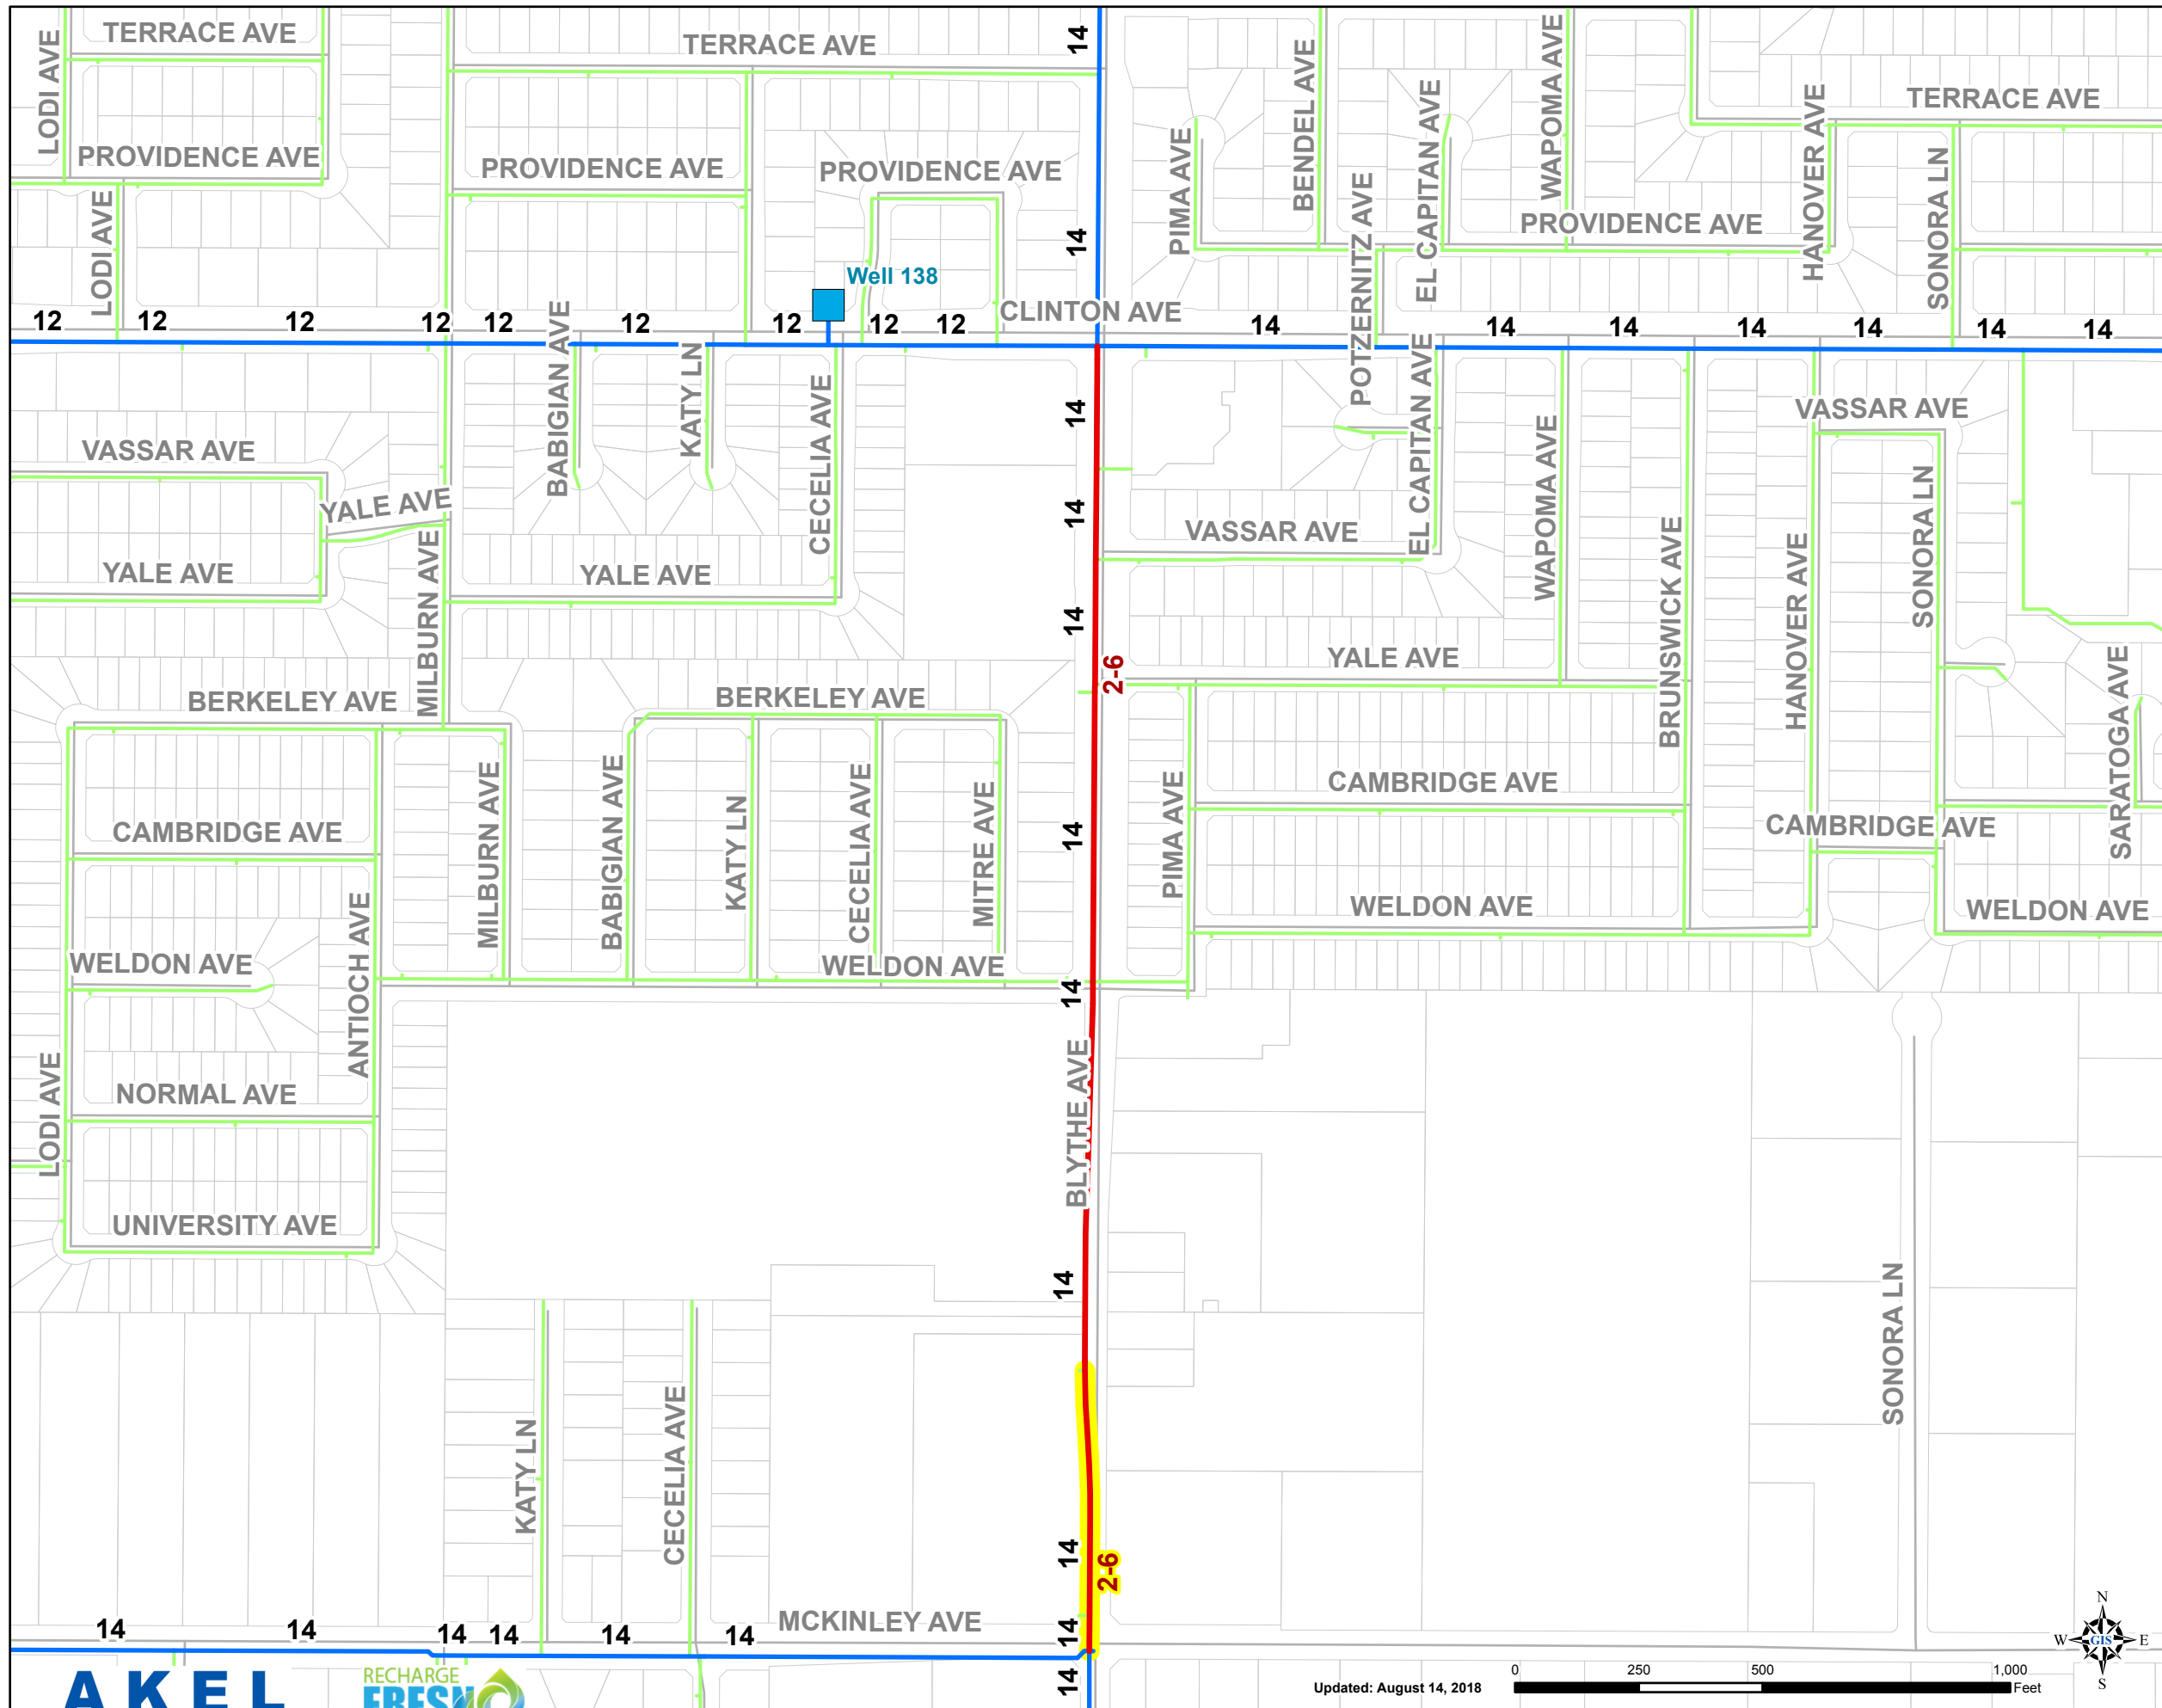 TERRACE AVE
TERRACE AVE
14
LODI AVE
BENDEL AVE
WAPOMA AVE
EL CAPITAN AVE
HANOVER AVE
TERRACE AVE
PROVIDENCE AVE
PROVIDENCE AVE
PROVIDENCE AVE
PIMA AVE
POTZERNITZ AVE
PROVIDENCE AVE
SONORA LN
LODI AVE
14
Well 138
CLINTON AVE
12
12
12
12
12
12
12
12
12
14
14
14
14
14
14
14
BABIGIAN AVE
KATY LN
CECELIA AVE
14
EL CAPITAN AVE
VASSAR AVE
VASSAR AVE
WAPOMA AVE
SONORA LN
YALE AVE
14
VASSAR AVE
BRUNSWICK AVE
HANOVER AVE
YALE AVE
MILBURN AVE
YALE AVE
14
2-6
YALE AVE
BERKELEY AVE
BERKELEY AVE
SARATOGA AVE
MILBURN AVE
BABIGIAN AVE
KATY LN
CECELIA AVE
MITRE AVE
14
PIMA AVE
CAMBRIDGE AVE
CAMBRIDGE AVE
CAMBRIDGE AVE
WELDON AVE
WELDON AVE
WELDON AVE
ANTIOCH AVE
WELDON AVE
14
LODI AVE
NORMAL AVE
BLYTHE AVE
UNIVERSITY AVE
14
SONORA LN
KATY LN
CECELIA AVE
14
2-6
14
14
14
14
14
14
MCKINLEY AVE
14
14
N
W
GIS
E
S
AKEL
RECHARGE
FRESNO
Updated: August 14, 2018
0
250
500
1,000
Feet